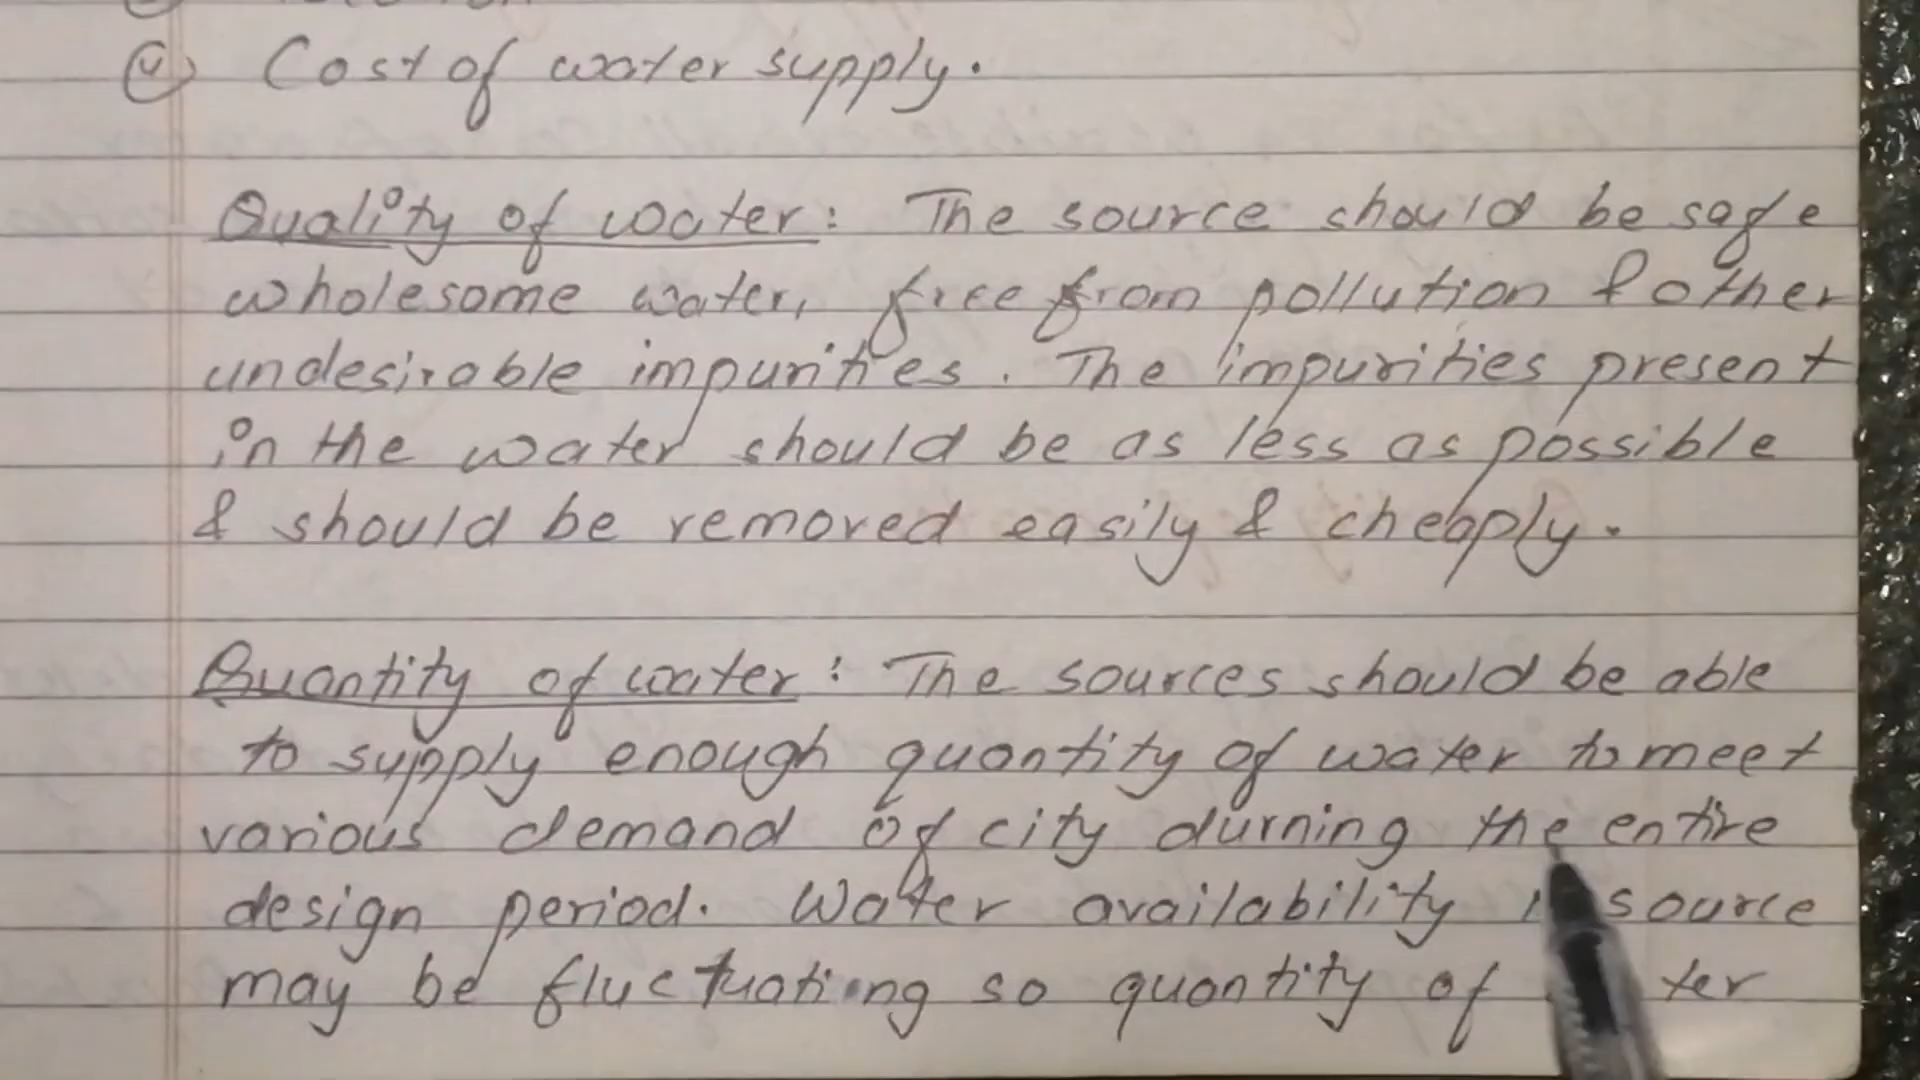 (v) Cost of water supply.
Quality of water: The source should be safe
wholesome water, free from pollution & other
undesirable impurities. The impurities present
in the water should be as less as possible
& should be removed easily & cheaply.
Quantity of water: The sources should be able
to supply enough quantity of water to meet
various demand of city durning the entire
design period. Water availability source
may be fluctuating so quantity of ter